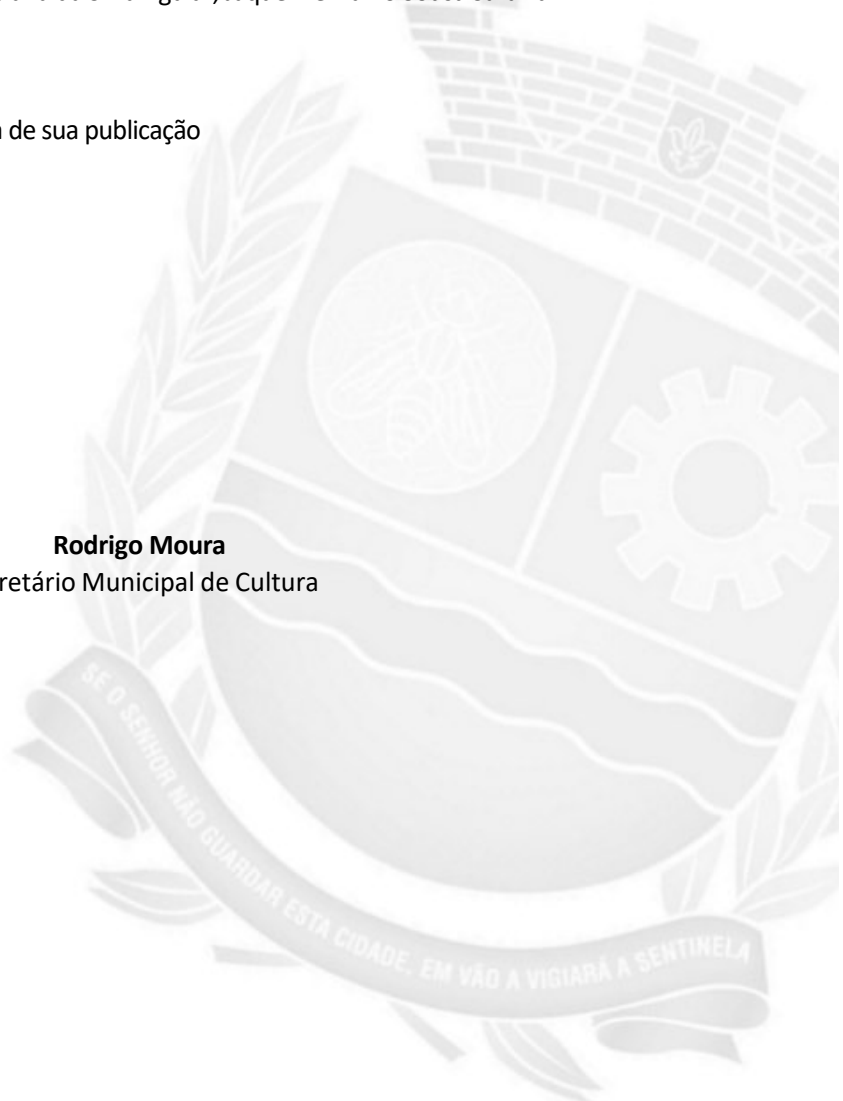 de sua publicação
Rodrigo Moura
retário Municipal de Cultura
SE O SENHOR NÃO GUARDAR ESTA CIDADE, EM VÃO A VIGIARÁ A SENTINELA